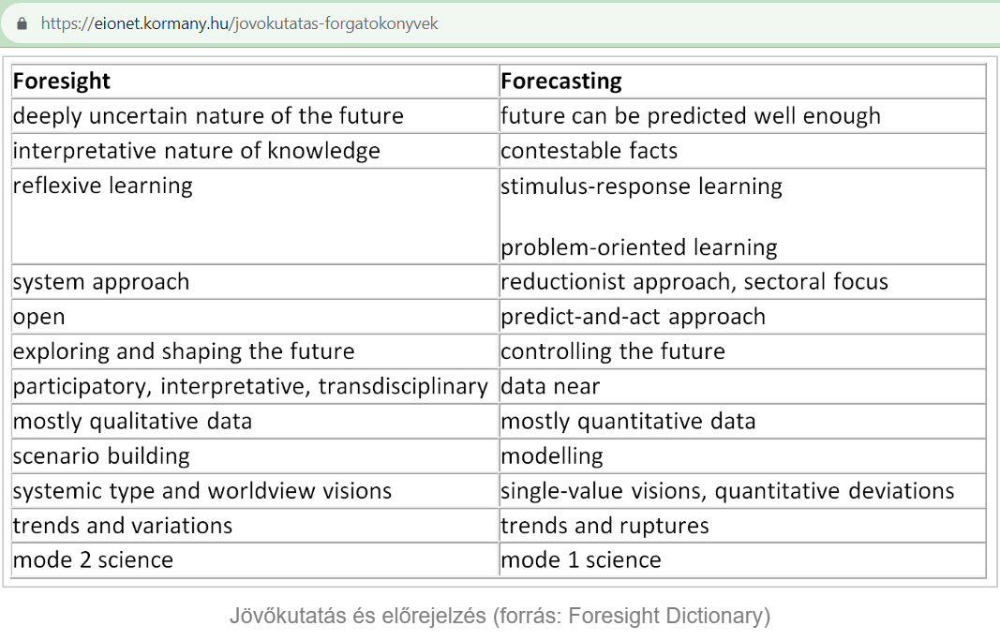 https://eionet.kormany.hu/jovokutatas-forgatokonyvek
Foresight Forecasting
deeply uncertain nature of the future future can be predicted well enough
interpretative nature of knowledge contestable facts
reflexive learning stimulus-response learning
problem-oriented learning
system approach reductionist approach, sectoral focus
open predict-and-act approach
exploring and shaping the future controlling the future
participatory, interpretative, transdisciplinary data near
mostly qualitative data mostly quantitative data
scenario building modelling
systemic type and worldview visions single-value visions, quantitative deviations
trends and variations trends and ruptures
mode 2 science mode 1 science
Jövőkutatás és előrejelzés (forrás: Foresight Dictionary)